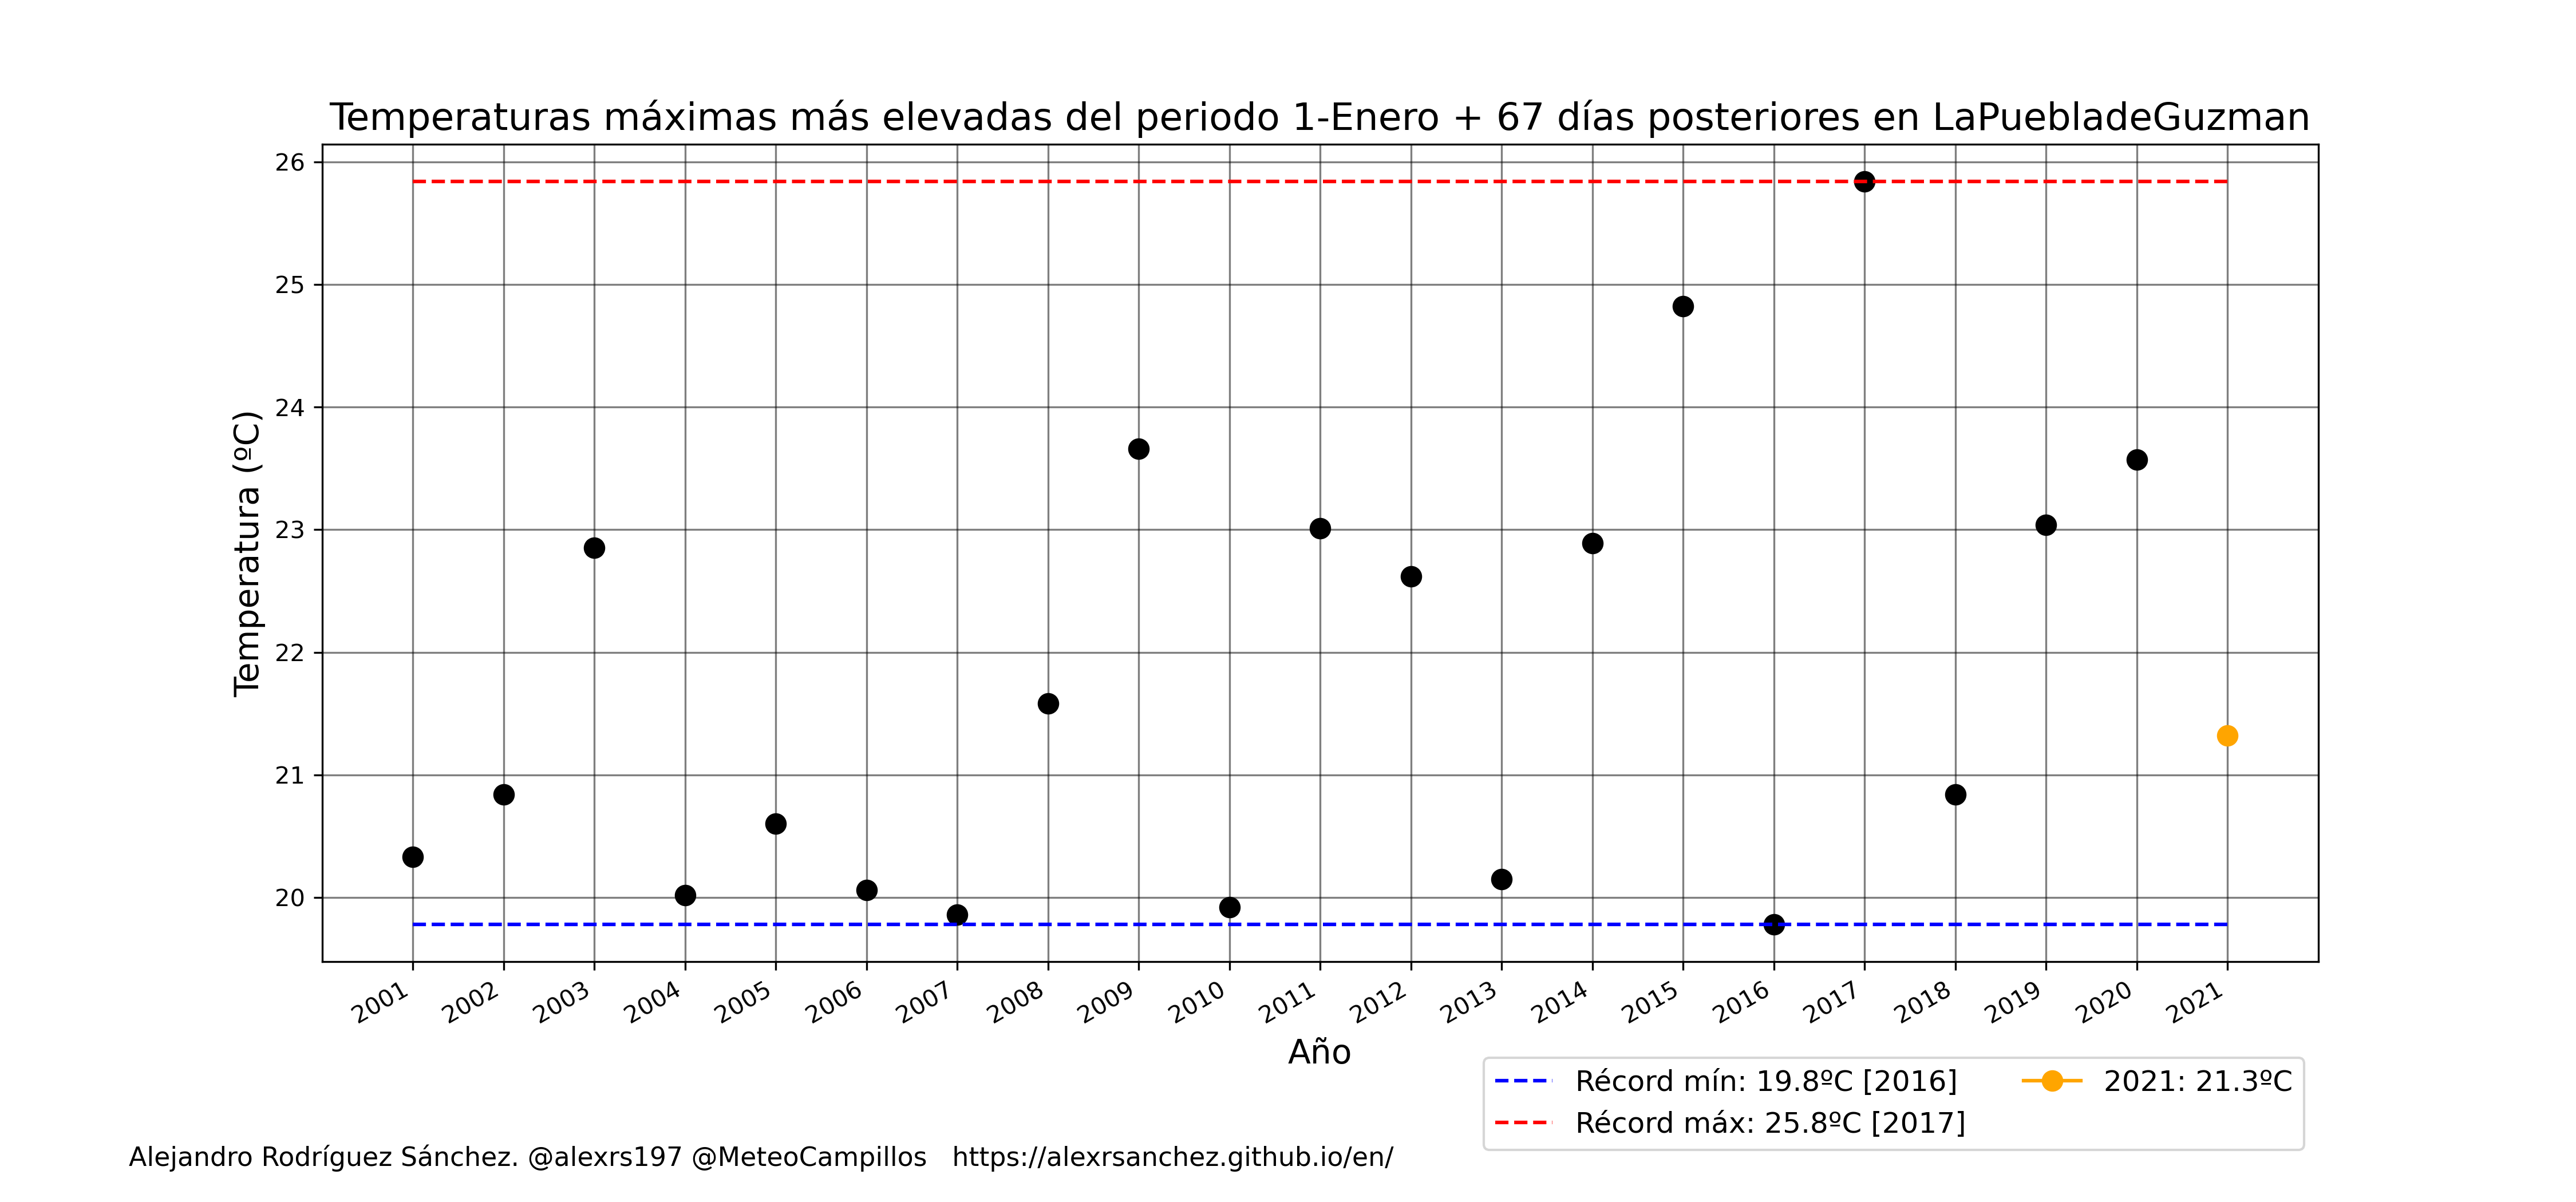 Temperaturas máximas más elevadas del periodo 1-Enero + 67 días posteriores en LaPuebladeGuzman
Temperatura (ºC)
26
25
24
23
22
21
20
2001 2002 2003 2004 2005 2006 2007 2008 2009 2010 2011 2012 2013 2014 2015 2016 2017 2018 2019 2020 2021
Año
Récord mín: 19.8ºC [2016]
Récord máx: 25.8ºC [2017]
2021: 21.3ºC
Alejandro Rodríguez Sánchez. @alexrs197 @MeteoCampillos https://alexrsanchez.github.io/en/